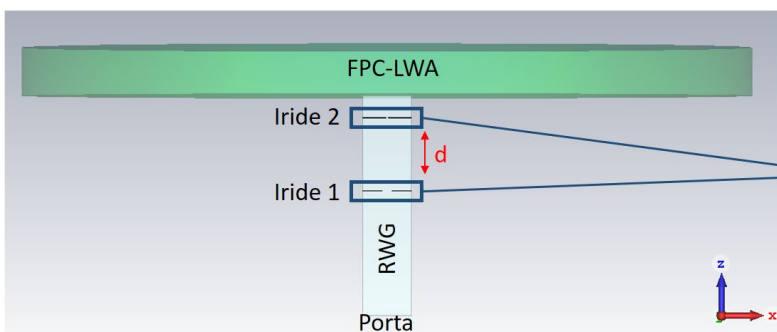 FPC-LWA
Iride 2
d
Iride 1
RWG
Porta
z
x